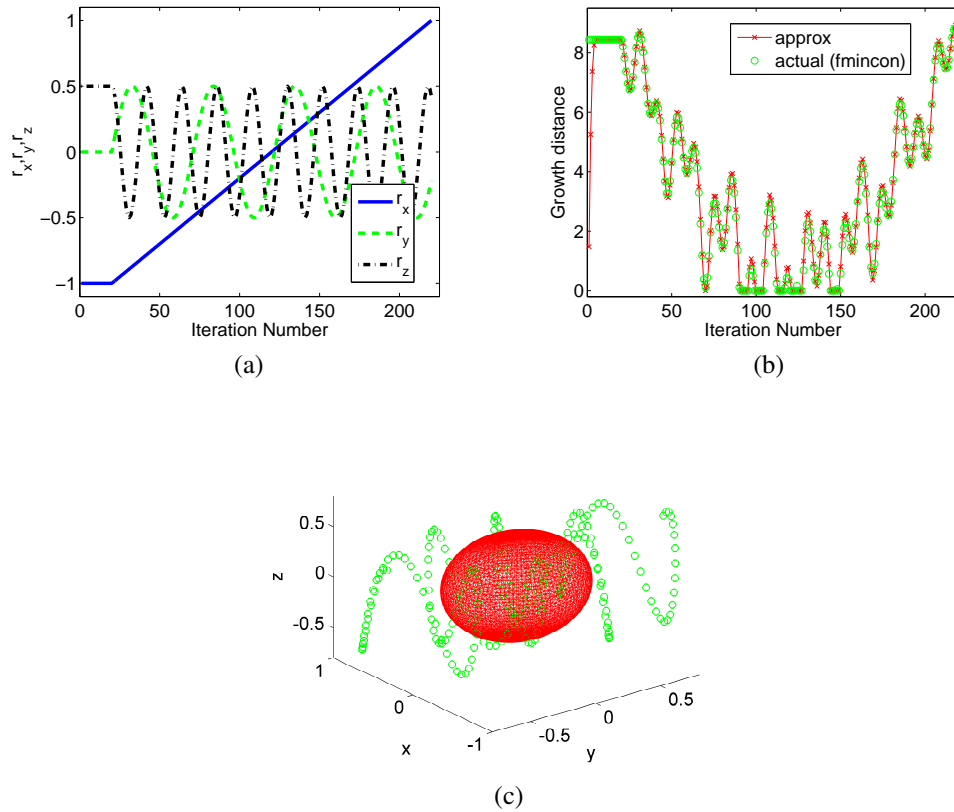 1
0.5
0
−0.5
−1
0 50 100 150 200
r_x,r_y,r_z
Iteration Number
r_x
r_y
r_z
(a)
8
6
4
2
0
0 50 100 150 200
Growth distance
Iteration Number
approx
actual (fmincon)
(b)
0.5
0
-0.5
z
1
0
-1
x
-0.5
0
0.5
y
(c)